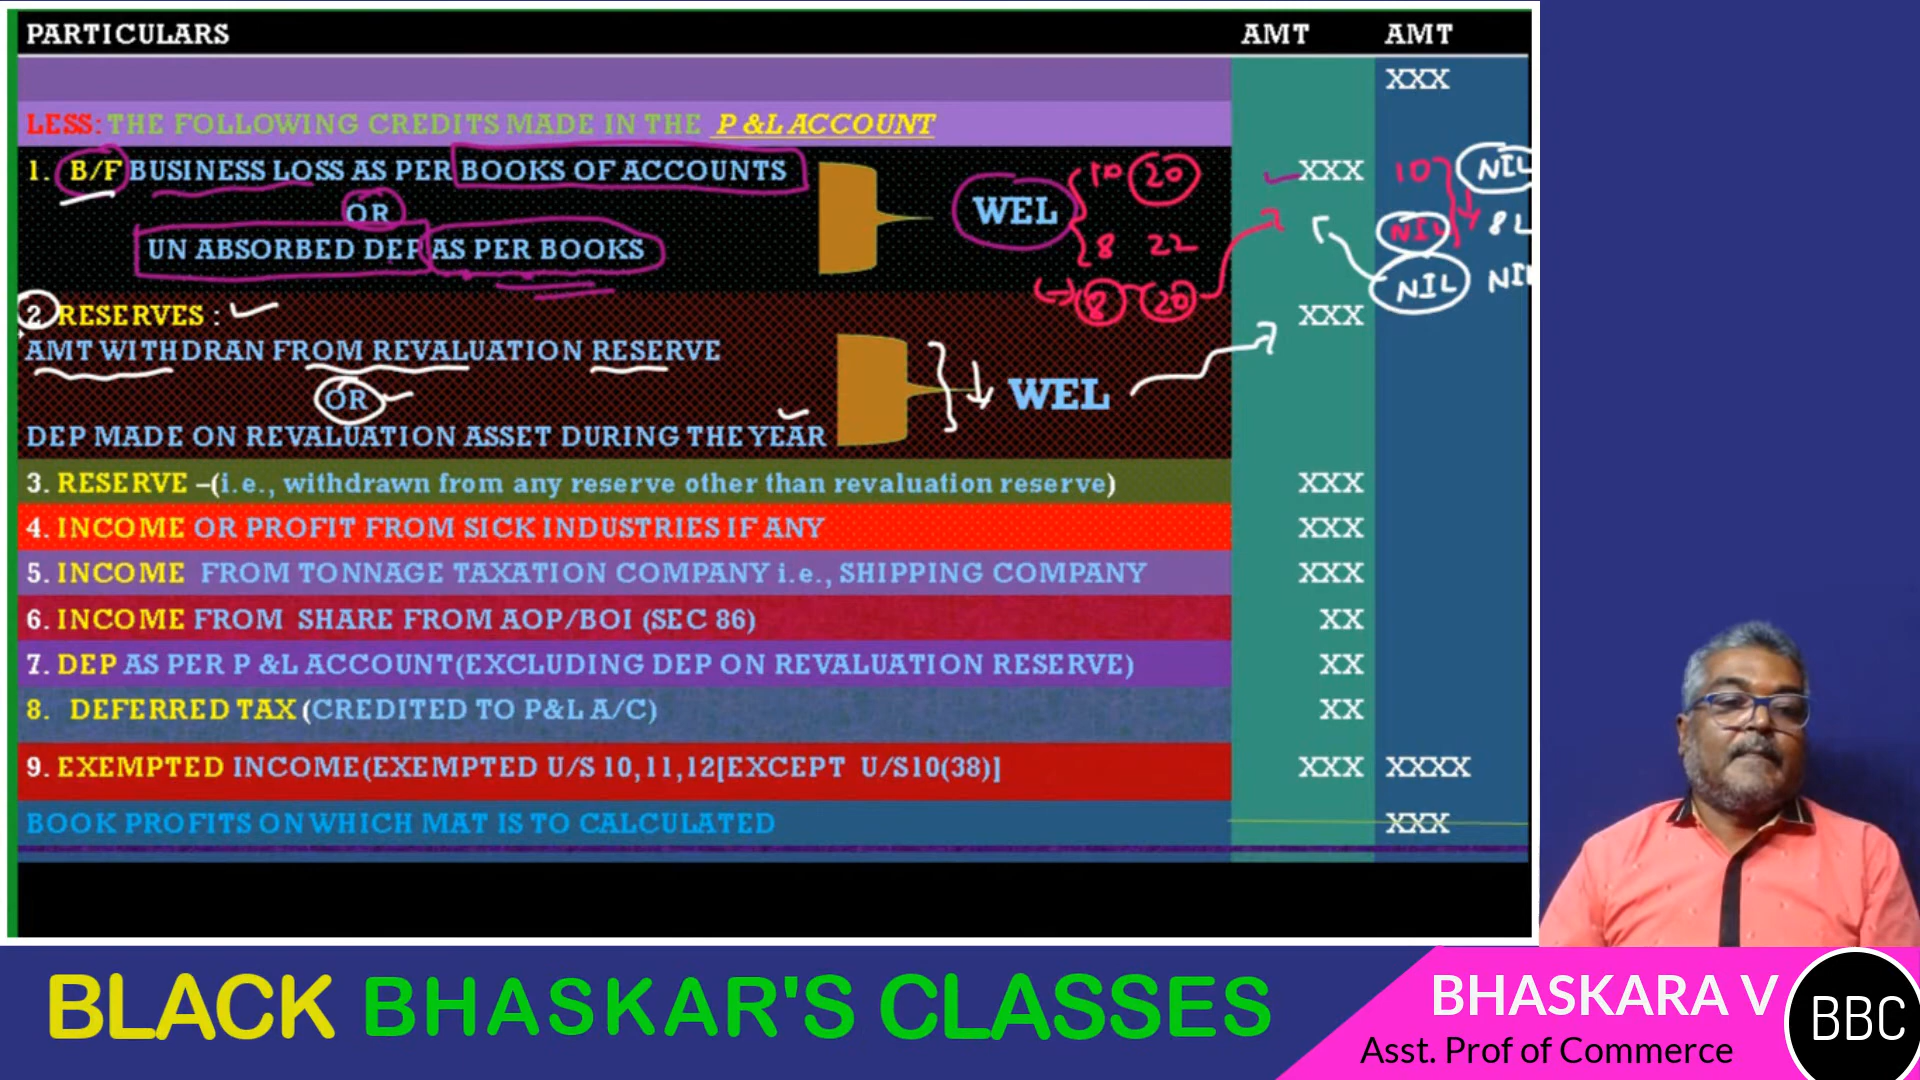 PARTICULARS AMT AMT
XXX
LESS: THE FOLLOWING CREDITS MADE IN THE P &L ACCOUNT
1. B/F BUSINESS LOSS AS PER BOOKS OF ACCOUNTS XXX
10 20
10 NIL
OR
WEL
NIL 8 L
UN ABSORBED DEP AS PER BOOKS
8 22
8 20
NIL NIL
2 RESERVES : XXX
AMT WITHDRAN FROM REVALUATION RESERVE
OR
WEL
DEP MADE ON REVALUATION ASSET DURING THE YEAR
3. RESERVE –(i.e., withdrawn from any reserve other than revaluation reserve) XXX
4. INCOME OR PROFIT FROM SICK INDUSTRIES IF ANY XXX
5. INCOME FROM TONNAGE TAXATION COMPANY i.e., SHIPPING COMPANY XXX
6. INCOME FROM SHARE FROM AOP/BOI (SEC 86) XX
7. DEP AS PER P &L ACCOUNT(EXCLUDING DEP ON REVALUATION RESERVE) XX
8. DEFERRED TAX (CREDITED TO P&L A/C) XX
9. EXEMPTED INCOME(EXEMPTED U/S 10,11,12[EXCEPT U/S10(38)] XXX XXXX
BOOK PROFITS ON WHICH MAT IS TO CALCULATED XXX
BLACK BHASKAR'S CLASSES
BHASKARA V
Asst. Prof of Commerce
BBC